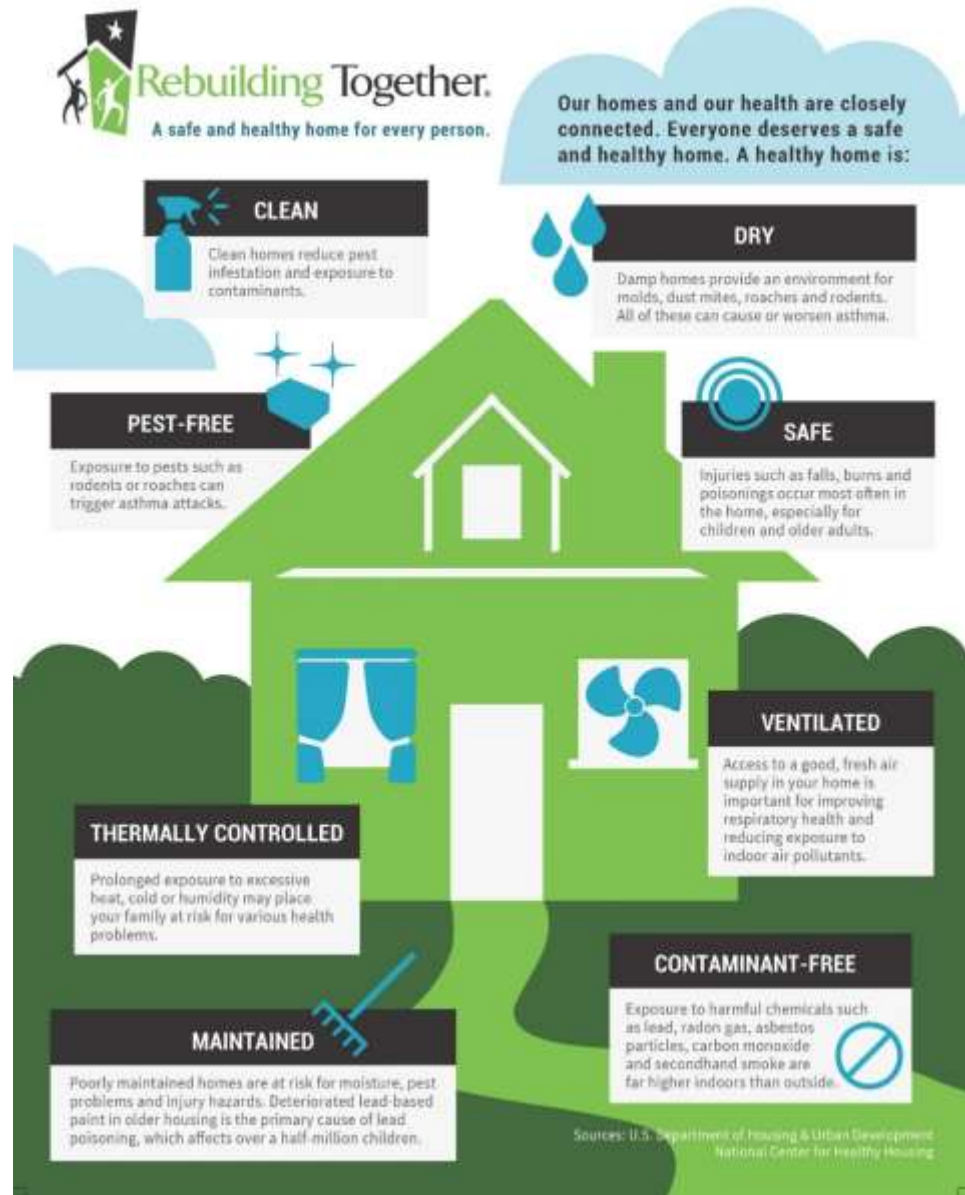 Rebuilding Together.
A safe and healthy home for every person.
Our homes and our health are closely
connected. Everyone deserves a safe
and healthy home. A healthy home is:
CLEAN
Clean homes reduce pest
infestation and exposure to
contaminants.
DRY
Damp homes provide an environment for
molds, dust mites, roaches and rodents.
All of these can cause or worsen asthma.
PEST-FREE
Exposure to pests such as
rodents or roaches can
trigger asthma attacks.
SAFE
Injuries such as falls, burns and
poisonings occur most often in
the home, especially for
children and older adults.
VENTILATED
Access to a good, fresh air
supply in your home is
important for improving
respiratory health and
reducing exposure to
indoor air pollutants.
THERMALLY CONTROLLED
Prolonged exposure to excessive
heat, cold or humidity may place
your family at risk for various health
problems.
CONTAMINANT-FREE
Exposure to harmful chemicals such
as lead, radon gas, asbestos
particles, carbon monoxide
and secondhand smoke are
far higher indoors than outside.
MAINTAINED
Poorly maintained homes are at risk for moisture, pest
problems and injury hazards. Deteriorated lead-based
paint in older housing is the primary cause of lead
poisoning, which affects over a half-million children.
Sources: U.S. Department of Housing & Urban Development
National Center for Healthy Housing